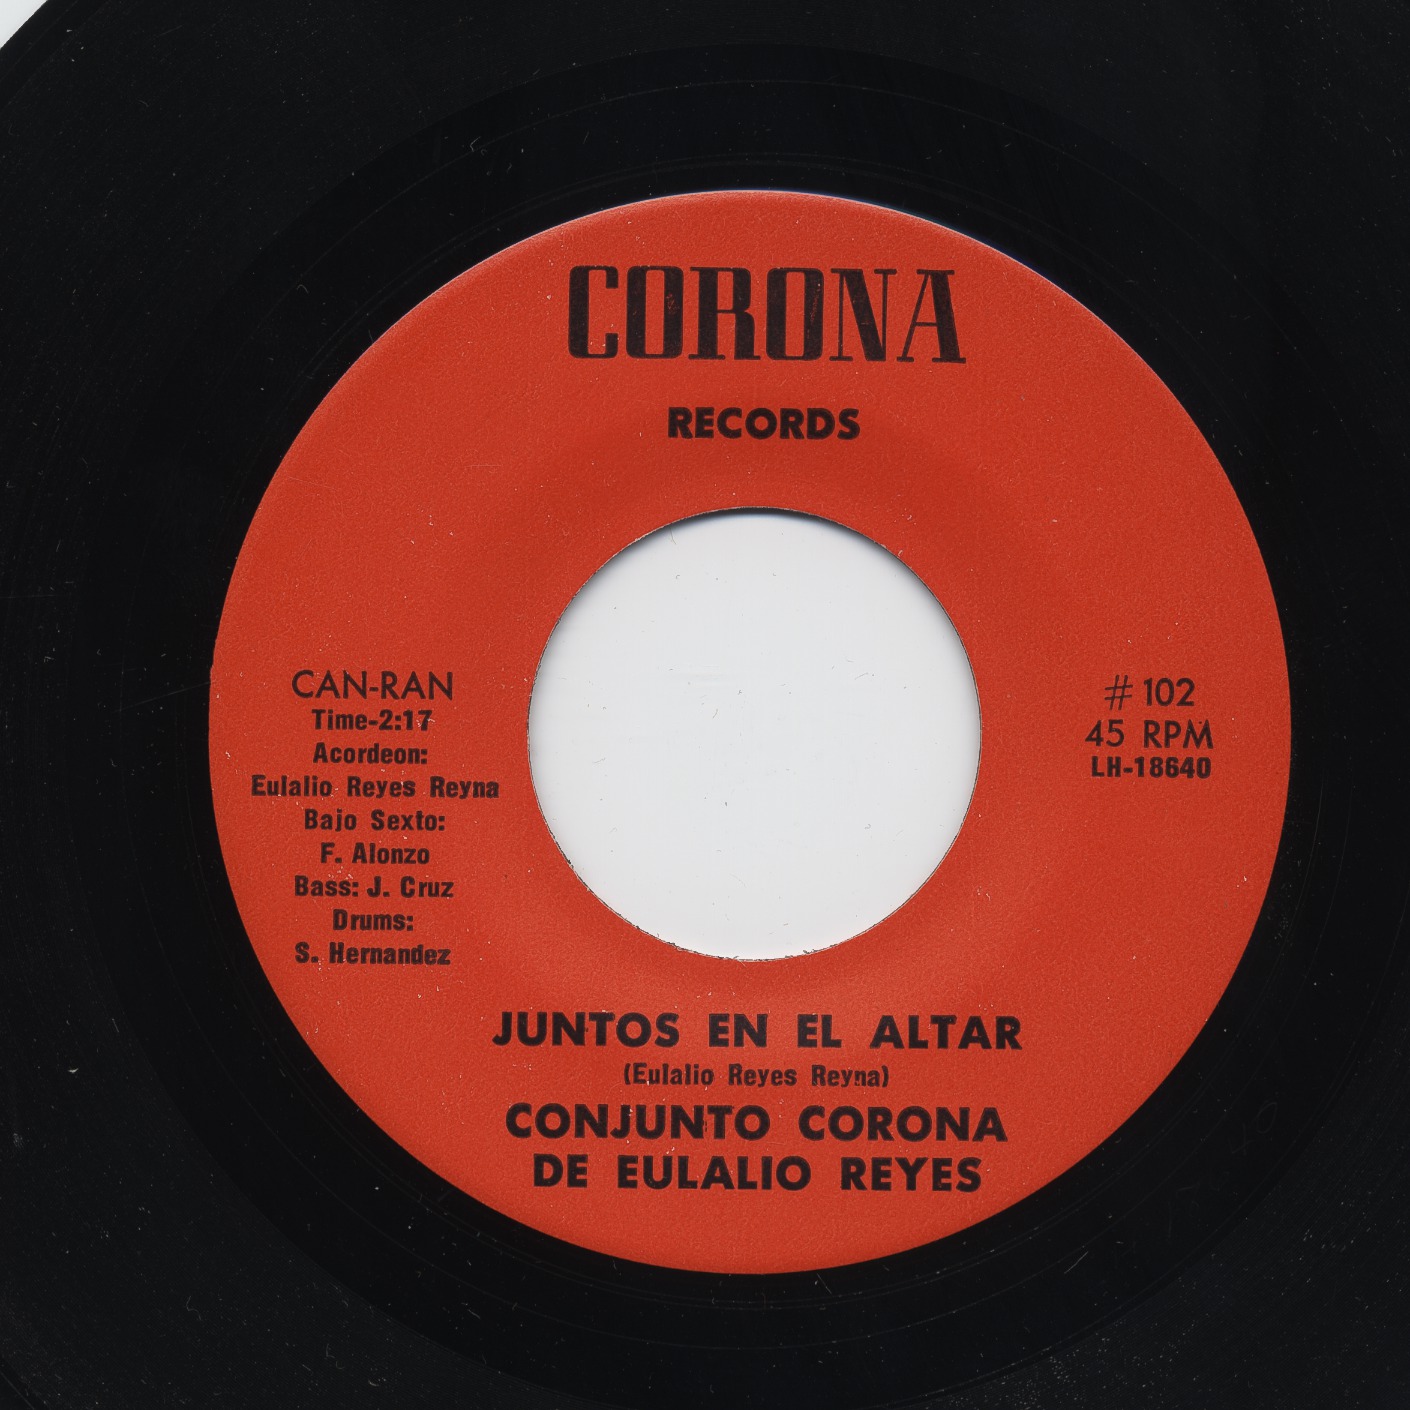 CORONA
RECORDS
CAN-RAN
Time-2:17
Acordeon:
Eulalio Reyes Reyna
Bajo Sexto:
F. Alonzo
Bass: J. Cruz
Drums:
S. Hernandez
# 102
45 RPM
LH-18640
JUNTOS EN EL ALTAR
(Eulalio Reyes Reyna)
CONJUNTO CORONA
DE EULALIO REYES